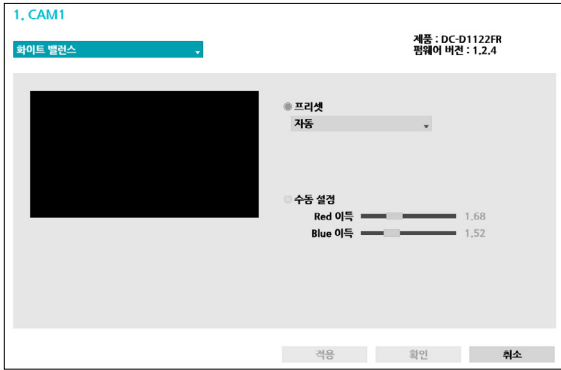 1. CAM1
화이트 밸런스
제품 : DC-D1122FR
펌웨어 버전 : 1.2.4
프리셋
자동
수동 설정
Red 이득 1.68
Blue 이득 1.52
적용 확인 취소